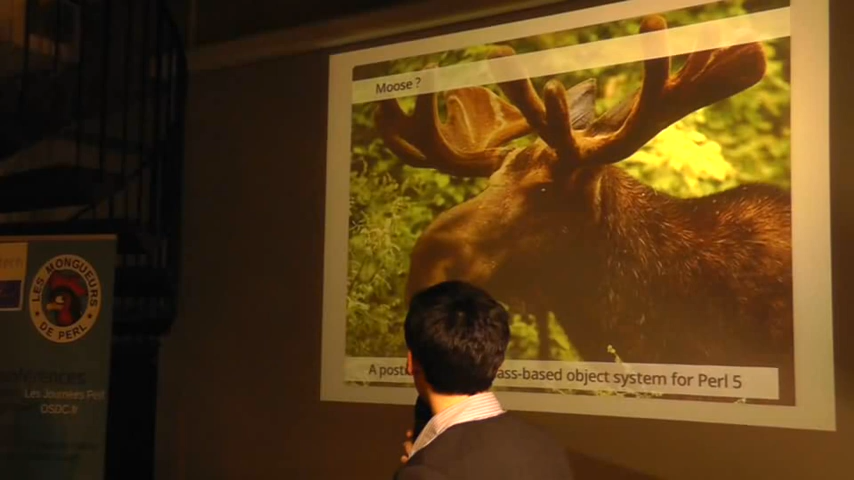 Moose ?
LES MONGUEURS
DE PERL
Les Journées Perl
OSDC.fr
A post
ass-based object system for Perl 5